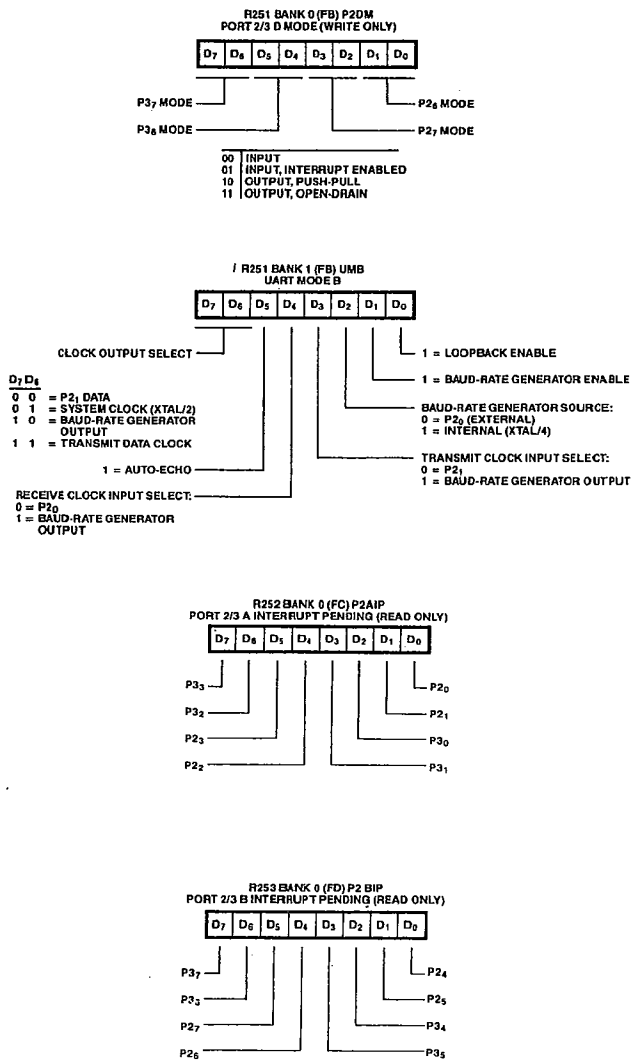 R251 BANK 0 (FB) P2DM
PORT 2/3 D MODE (WRITE ONLY)
D7 D6 D5 D4 D3 D2 D1 D0
P37 MODE
P26 MODE
P36 MODE
P27 MODE
00 INPUT
01 INPUT, INTERRUPT ENABLED
10 OUTPUT, PUSH-PULL
11 OUTPUT, OPEN-DRAIN
/ R251 BANK 1 (FB) UMB
UART MODE B
D7 D6 D5 D4 D3 D2 D1 D0
CLOCK OUTPUT SELECT
D7 D6
0 0 = P21 DATA
0 1 = SYSTEM CLOCK (XTAL/2)
1 0 = BAUD-RATE GENERATOR
OUTPUT
1 1 = TRANSMIT DATA CLOCK
1 = AUTO-ECHO
RECEIVE CLOCK INPUT SELECT:
0 = P20
1 = BAUD-RATE GENERATOR
OUTPUT
1 = LOOPBACK ENABLE
1 = BAUD-RATE GENERATOR ENABLE
BAUD-RATE GENERATOR SOURCE:
0 = P20 (EXTERNAL)
1 = INTERNAL (XTAL/4)
TRANSMIT CLOCK INPUT SELECT:
0 = P21
1 = BAUD-RATE GENERATOR OUTPUT
R252 BANK 0 (FC) P2AIP
PORT 2/3 A INTERRUPT PENDING (READ ONLY)
D7 D6 D5 D4 D3 D2 D1 D0
P33
P20
P32
P21
P23
P30
P22
P31
R253 BANK 0 (FD) P2 BIP
PORT 2/3 B INTERRUPT PENDING (READ ONLY)
D7 D6 D5 D4 D3 D2 D1 D0
P37
P24
P33
P25
P27
P34
P26
P35